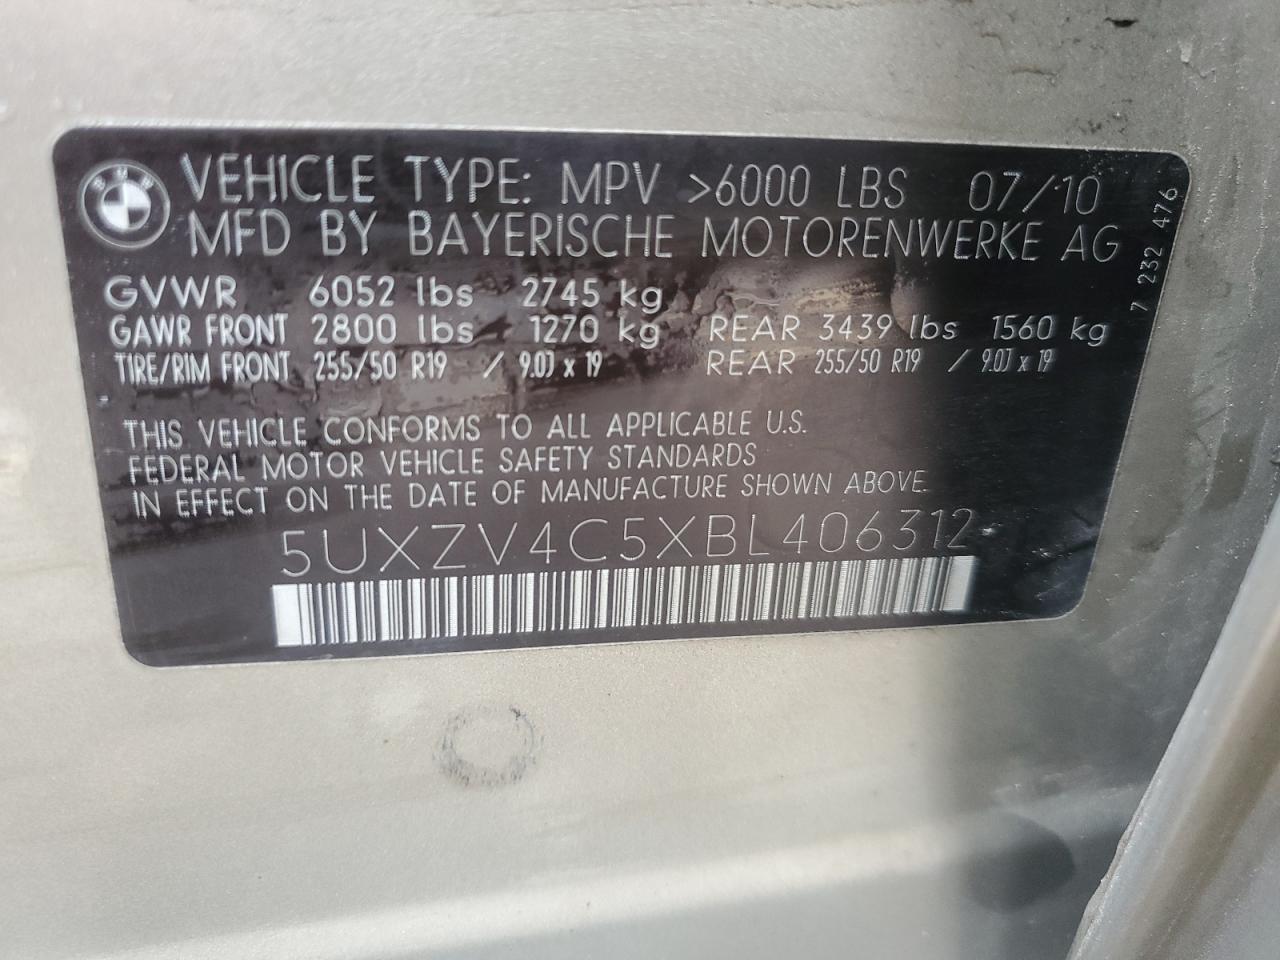 BMW
VEHICLE TYPE: MPV >6000 LBS 07/10
MFD BY BAYERISCHE MOTORENWERKE AG
GVWR 6052 lbs 2745 kg
GAWR FRONT 2800 lbs 1270 kg REAR 3439 lbs 1560 kg
TIRE/RIM FRONT 255/50 R19 / 9.0J x 19 REAR 255/50 R19 / 9.0J x 19
THIS VEHICLE CONFORMS TO ALL APPLICABLE U.S.
FEDERAL MOTOR VEHICLE SAFETY STANDARDS
IN EFFECT ON THE DATE OF MANUFACTURE SHOWN ABOVE.
5UXZV4C5XBL406312
7 232 476